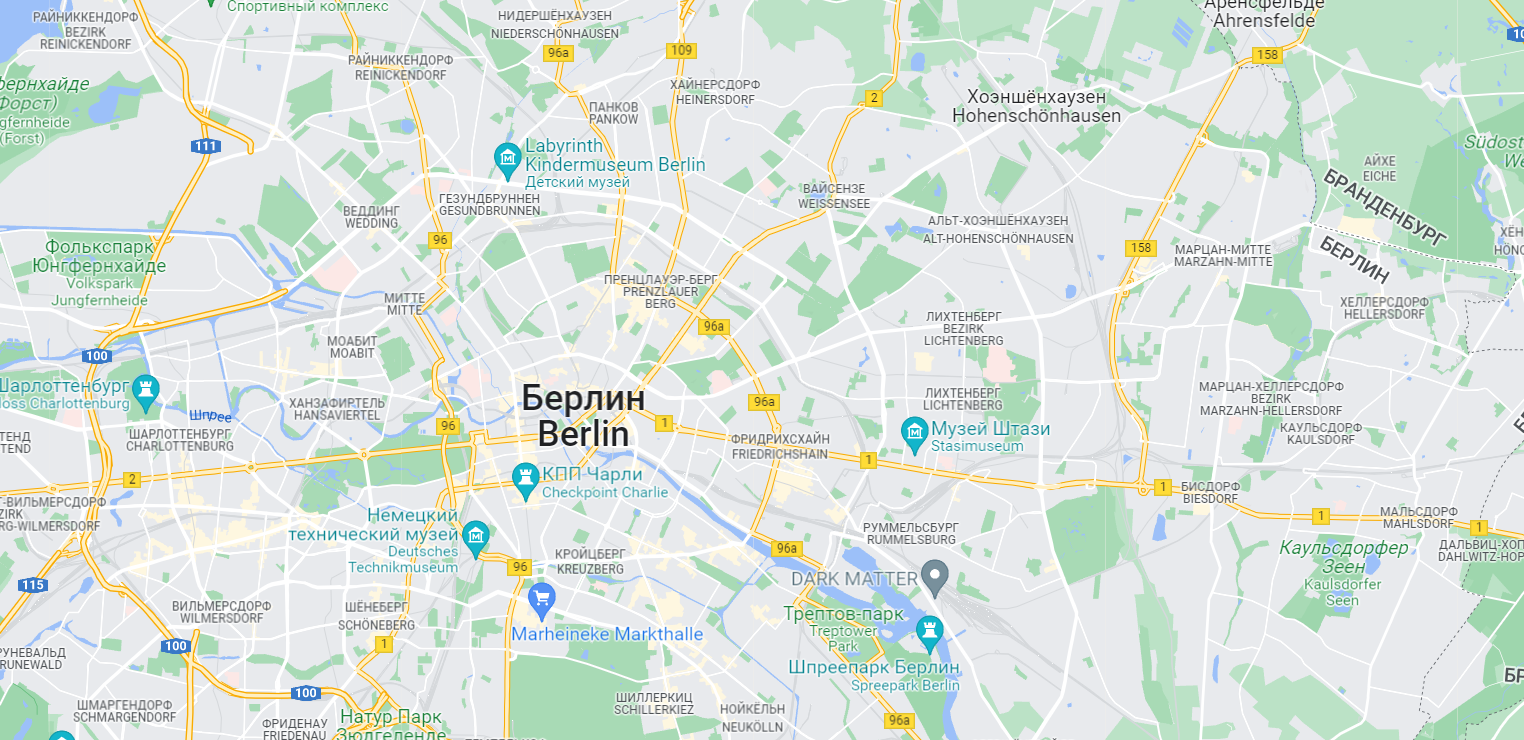 Спортивный комплекс
РАЙНИККЕНДОРФ
BEZIRK
REINICKENDORF
НИДЕРШЁНХАУЗЕН
NIEDERSCHÖNHAUSEN
Аренсфельде
Ahrensfelde
96a
109
158
РАЙНИККЕНДОРФ
REINICKENDORF
ХАЙНЕРСДОРФ
HEINERSDORF
2
Хоэншёнхаузен
Hohenschönhausen
ПАНКОВ
PANKOW
(Forst)
111
Labyrinth
Kindermuseum Berlin
Детский музей
АЙХЕ
EICHE
ВАЙСЕНЗЕ
WEISSENSEE
ГЕЗУНДБРУННЕН
GESUNDBRUNNEN
ВЕДДИНГ
WEDDING
БРАНДЕНБУРГ
БЕРЛИН
АЛЬТ-ХОЭНШЁНХАУЗЕН
ALT-HOHENSCHÖNHAUSEN
96
158
МАРЦАН-МИТТЕ
MARZAHN-MITTE
Фолькспарк
Юнгфернхайде
Volkspark
Jungfernheide
ПРЕНЦЛАУЭР-БЕРГ
PRENZLAUER
BERG
МИТТЕ
MITTE
ХЕЛЛЕРСДОРФ
HELLERSDORF
ЛИХТЕНБЕРГ
BEZIRK
LICHTENBERG
96a
МОАБИТ
MOABIT
100
Шарлоттенбург
Charlottenburg
Шпрее
ХАНЗАФИРТЕЛЬ
HANSAVIERTEL
Берлин
Berlin
96a
ЛИХТЕНБЕРГ
LICHTENBERG
МАРЦАН-ХЕЛЛЕРСДОРФ
BEZIRK
MARZAHN-HELLERSDORF
96
1
Музей Штази
Stasimuseum
КАУЛЬСДОРФ
KAULSDORF
ШАРЛОТТЕНБУРГ
CHARLOTTENBURG
ФРИДРИХСХАЙН
FRIEDRICHSHAIN
1
2
КПП Чарли
Checkpoint Charlie
1
БИСДОРФ
BIESDORF
1
МАЛЬСДОРФ
MAHLSDORF
1
Немецкий
технический музей
Deutsches
Technikmuseum
РУММЕЛЬСБУРГ
RUMMELSBURG
96a
КРОЙЦБЕРГ
KREUZBERG
96
Каульсдорфер
Зеен
Kaulsdorfer
Seen
115
DARK MATTER
ВИЛЬМЕРСДОРФ
WILMERSDORF
ШЁНЕБЕРГ
SCHÖNEBERG
Marheineke Markthalle
Трептов-парк
Treptower
Park
1
100
Шпреепарк Берлин
Spreepark Berlin
100
ШМАРГЕНДОРФ
SCHMARGENDORF
ШИЛЛЕРКИЦ
SCHILLERKIEZ
НОЙКЁЛЬН
NEUKÖLN
96a
ФРИДЕНАУ
FRIEDENAU
Натур Парк
Зюдгеленде